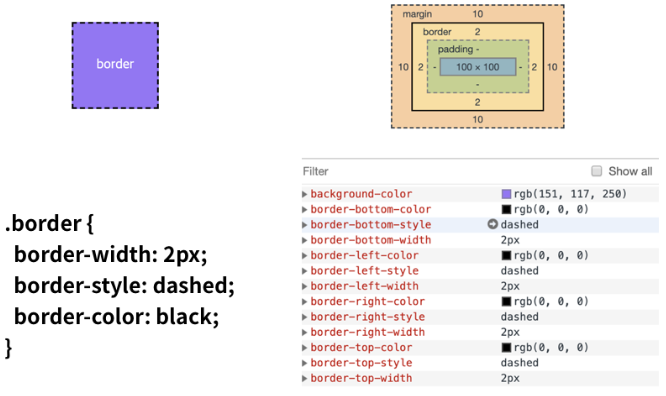 border
margin 10
border 2
padding -
10 2 - 100 × 100 - 2 10
-
2
10
Filter Show all
background-color rgb(151, 117, 250)
border-bottom-color rgb(0, 0, 0)
border-bottom-style dashed
border-bottom-width 2px
border-left-color rgb(0, 0, 0)
border-left-style dashed
border-left-width 2px
border-right-color rgb(0, 0, 0)
border-right-style dashed
border-right-width 2px
border-top-color rgb(0, 0, 0)
border-top-style dashed
border-top-width 2px
.border {
border-width: 2px;
border-style: dashed;
border-color: black;
}